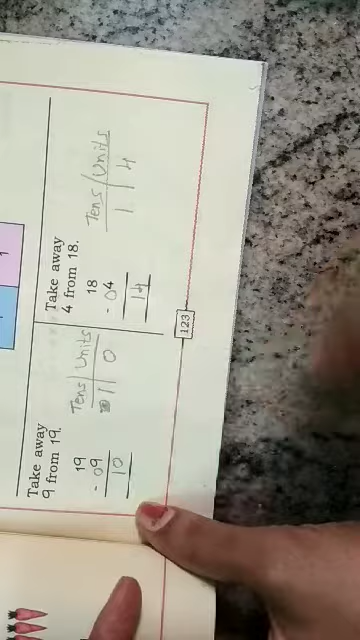 Take away
9 from 19.
19
- 09
10
Tens | Units
1 | 0
Take away
4 from 18.
18
- 04
14
Tens | Units
1 | 4
123